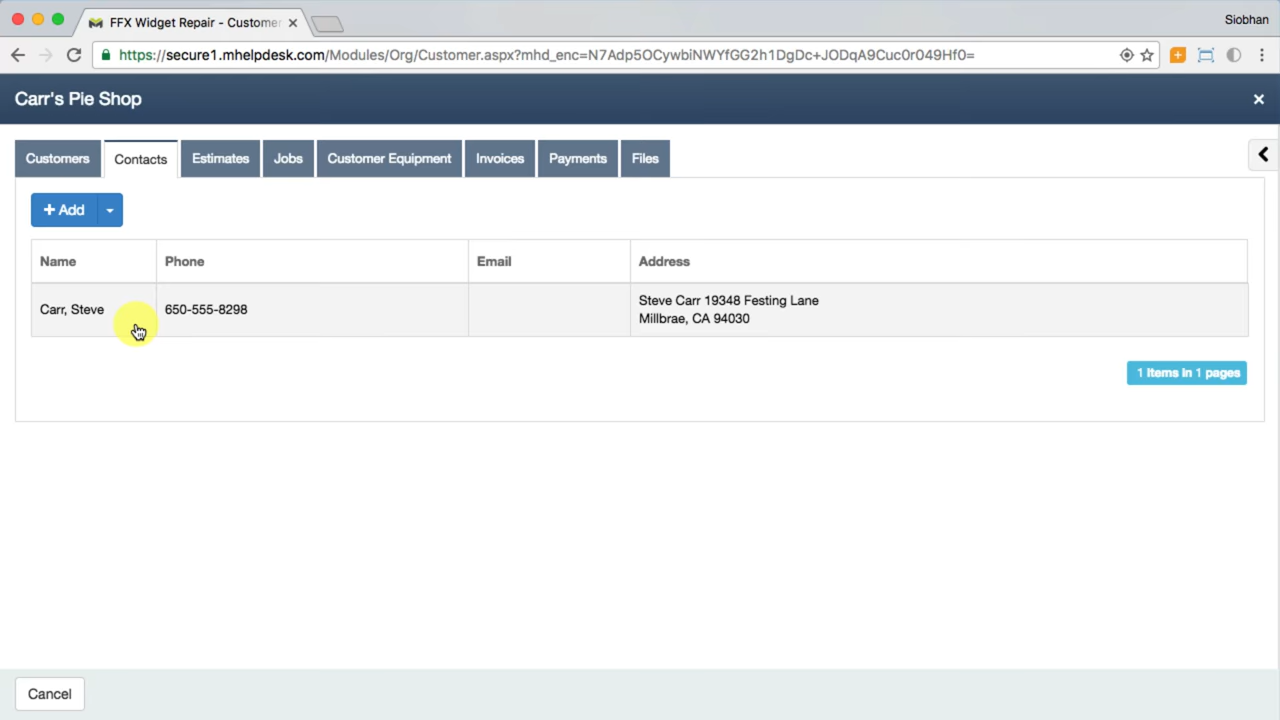 FFX Widget Repair - Customer
Siobhan
https://secure1.mhelpdesk.com/Modules/Org/Customer.aspx?mhd_enc=N7Adp5OCywbiNWYfGG2h1DgDc+JODqA9Cuc0r049Hf0=
Carr's Pie Shop
Customers Contacts Estimates Jobs Customer Equipment Invoices Payments Files
+ Add
Name Phone Email Address
Carr, Steve 650-555-8298 Steve Carr 19348 Festing Lane
Millbrae, CA 94030
1 Items in 1 pages
Cancel